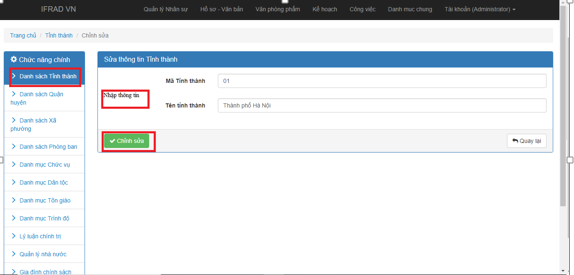 IFRAD VN
Quản lý Nhân sự
Hồ sơ - Văn bản
Văn phòng phẩm
Kế hoạch
Công việc
Danh mục chung
Tài khoản (Administrator)
Trang chủ / Tỉnh thành / Chỉnh sửa
Chức năng chính
Danh sách Tỉnh thành
Danh sách Quận
huyện
Danh sách Xã
phường
Danh sách Phòng ban
Danh mục Chức vụ
Danh mục Dân tộc
Danh mục Tôn giáo
Danh mục Trình độ
Lý luận chính trị
Quản lý nhà nước
Gia đình chính sách
Sửa thông tin Tỉnh thành
Mã Tỉnh thành
01
Nhập thông tin
Tên tỉnh thành
Thành phố Hà Nội
Chỉnh sửa
Quay lại